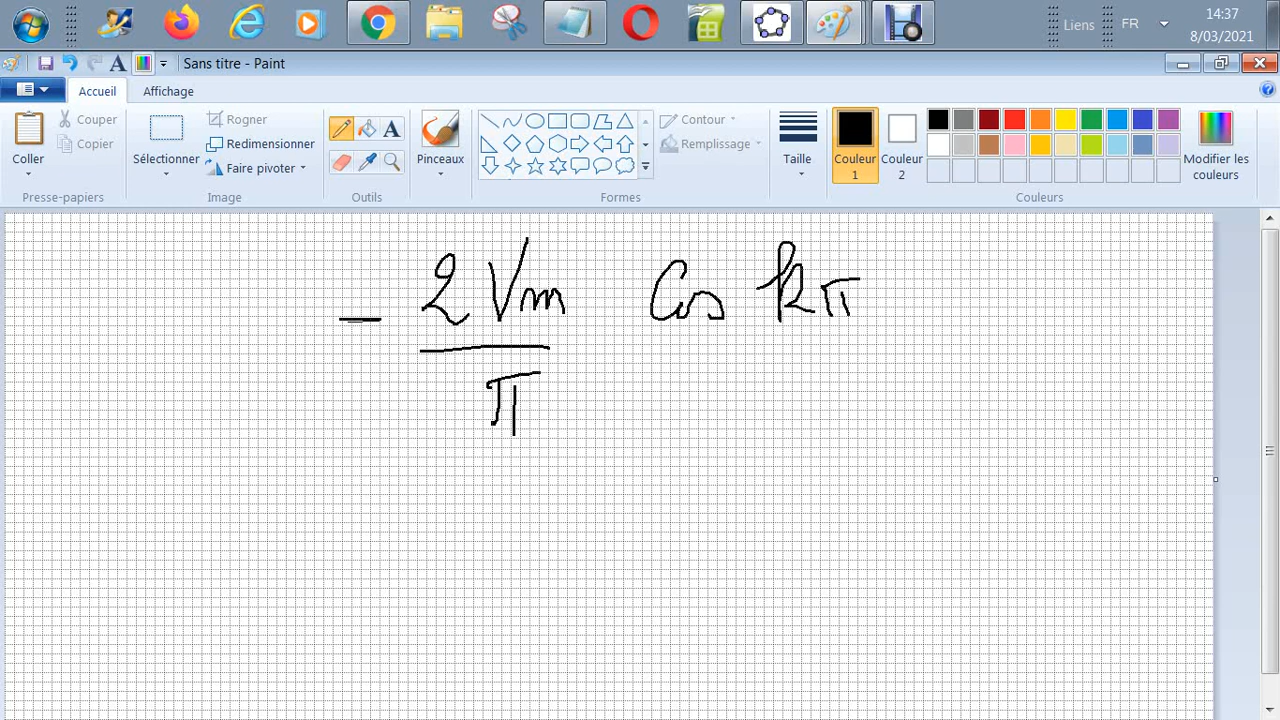 14:37
Liens FR
8/03/2021
Sans titre - Paint
Accueil Affichage
Coller Couper Copier
Presse-papiers
Sélectionner Rogner Redimensionner Faire pivoter
Image
Outils
Pinceaux
Contour Remplissage
Formes
Taille
Couleur 1 Couleur 2
Modifier les couleurs
Couleurs
- 2 Vm Cos kπ
π